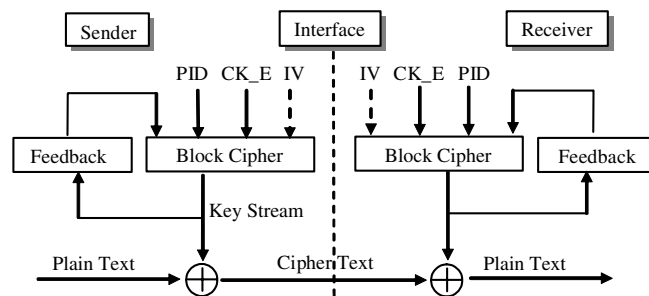 Sender
Interface
Receiver
PID CK_E IV
IV CK_E PID
Feedback
Block Cipher
Block Cipher
Feedback
Key Stream
Plain Text
Cipher Text
Plain Text